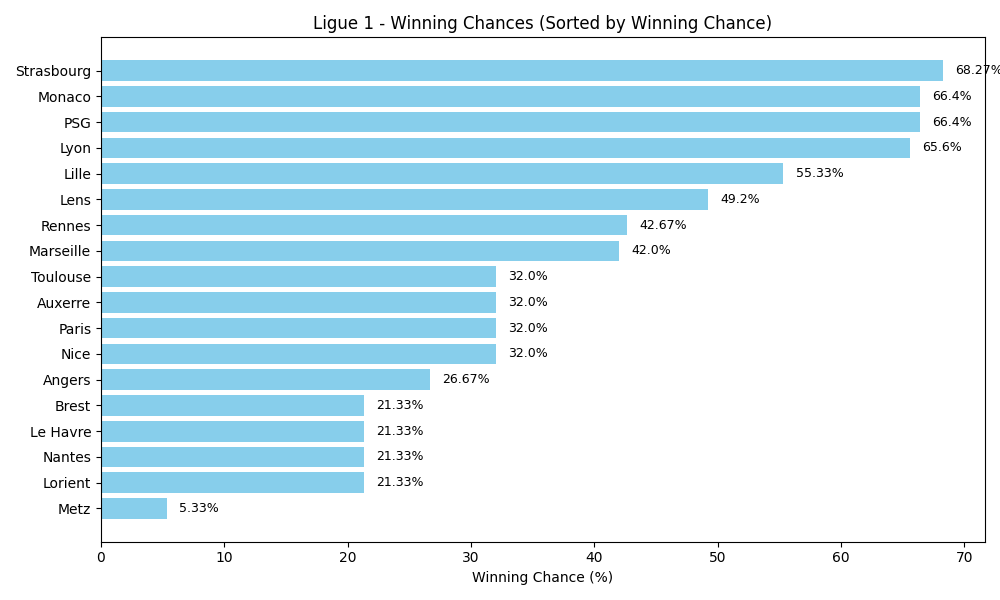 Ligue 1 - Winning Chances (Sorted by Winning Chance)
Strasbourg 68.27%
Monaco 66.4%
PSG 66.4%
Lyon 65.6%
Lille 55.33%
Lens 49.2%
Rennes 42.67%
Marseille 42.0%
Toulouse 32.0%
Auxerre 32.0%
Paris 32.0%
Nice 32.0%
Angers 26.67%
Brest 21.33%
Le Havre 21.33%
Nantes 21.33%
Lorient 21.33%
Metz 5.33%
0 10 20 30 40 50 60 70
Winning Chance (%)